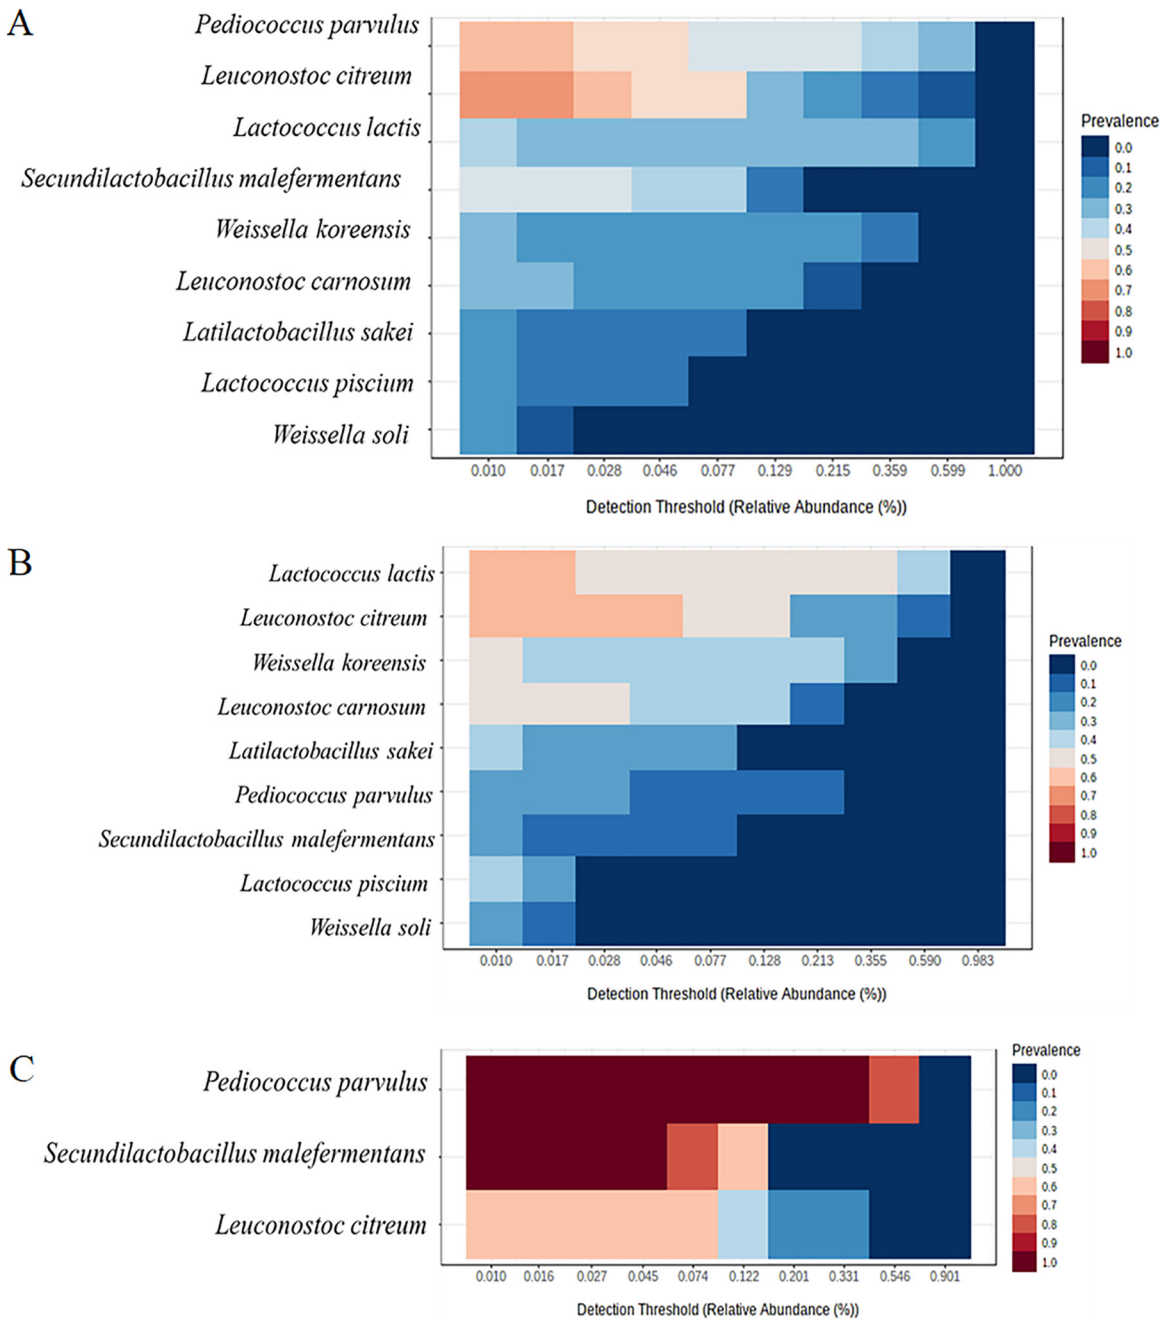 A
Pediococcus parvulus
Leuconostoc citreum
Lactococcus lactis
Secundilactobacillus malefermentans
Weissella koreensis
Leuconostoc carnosum
Latilactobacillus sakei
Lactococcus piscium
Weissella soli
0.010 0.017 0.028 0.046 0.077 0.129 0.215 0.359 0.599 1.000
Detection Threshold (Relative Abundance (%))
Prevalence
0.0
0.1
0.2
0.3
0.4
0.5
0.6
0.7
0.8
0.9
1.0
B
Lactococcus lactis
Leuconostoc citreum
Weissella koreensis
Leuconostoc carnosum
Latilactobacillus sakei
Pediococcus parvulus
Secundilactobacillus malefermentans
Lactococcus piscium
Weissella soli
0.010 0.017 0.028 0.046 0.077 0.128 0.213 0.355 0.590 0.983
Detection Threshold (Relative Abundance (%))
Prevalence
0.0
0.1
0.2
0.3
0.4
0.5
0.6
0.7
0.8
0.9
1.0
C
Pediococcus parvulus
Secundilactobacillus malefermentans
Leuconostoc citreum
0.010 0.016 0.027 0.045 0.074 0.122 0.201 0.331 0.546 0.901
Detection Threshold (Relative Abundance (%))
Prevalence
0.0
0.1
0.2
0.3
0.4
0.5
0.6
0.7
0.8
0.9
1.0